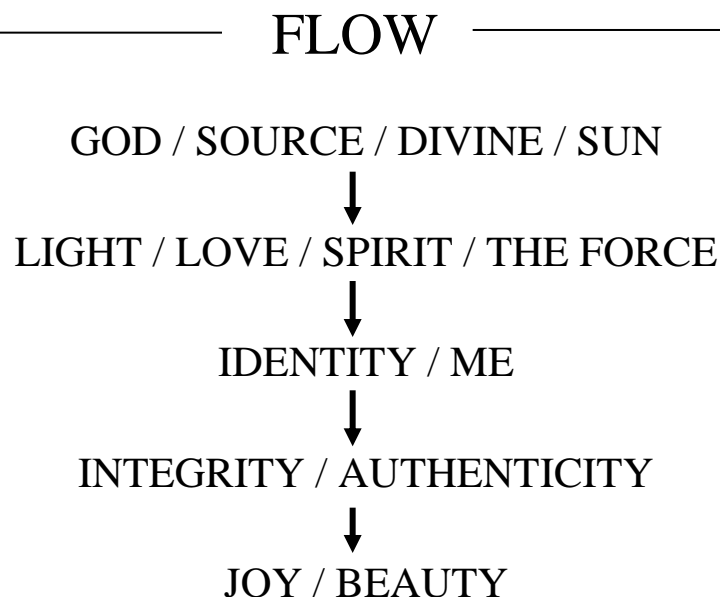 FLOW
GOD / SOURCE / DIVINE / SUN
LIGHT / LOVE / SPIRIT / THE FORCE
IDENTITY / ME
INTEGRITY / AUTHENTICITY
JOY / BEAUTY